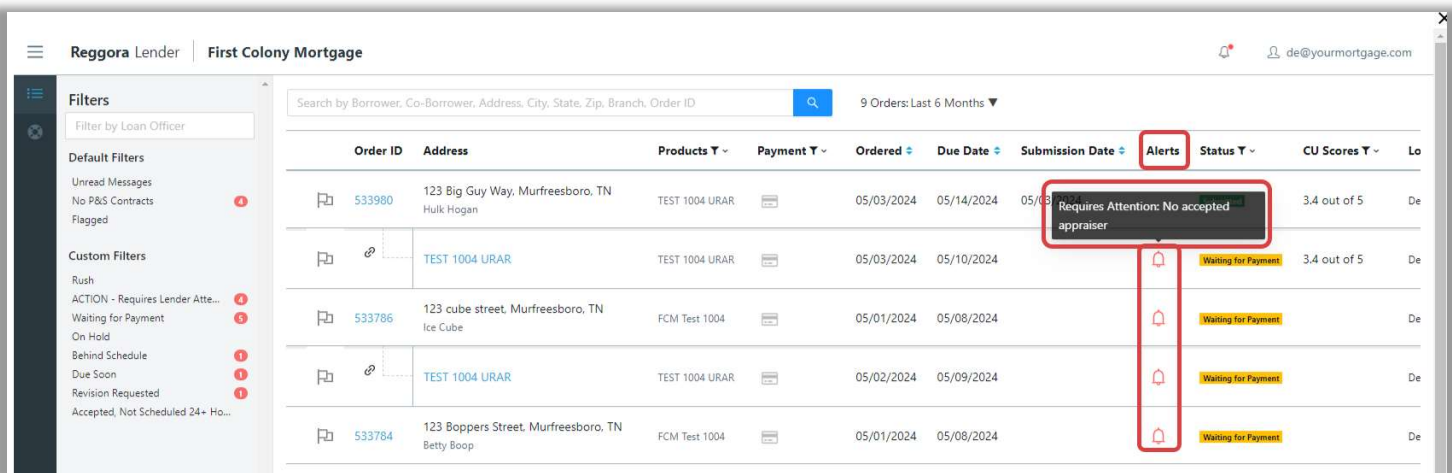 Reggora Lender First Colony Mortgage de@yourmortgage.com
Filters
Filter by Loan Officer
Default Filters
Unread Messages
No P&S Contracts 4
Flagged
Custom Filters
Rush
ACTION - Requires Lender Atte... 4
Waiting for Payment 5
On Hold
Behind Schedule 1
Due Soon 1
Revision Requested 1
Accepted, Not Scheduled 24+ Ho...
Search by Borrower, Co-Borrower, Address, City, State, Zip, Branch, Order ID 9 Orders: Last 6 Months ▼
Order ID Address Products Payment Ordered Due Date Submission Date Alerts Status CU Scores Lo
533980 123 Big Guy Way, Murfreesboro, TN TEST 1004 URAR 05/03/2024 05/14/2024 05/03/2024 3.4 out of 5 De
Hulk Hogan
Requires Attention: No accepted
appraiser
TEST 1004 URAR TEST 1004 URAR 05/03/2024 05/10/2024 Waiting for Payment 3.4 out of 5 De
533786 123 cube street, Murfreesboro, TN FCM Test 1004 05/01/2024 05/08/2024 Waiting for Payment De
Ice Cube
TEST 1004 URAR TEST 1004 URAR 05/02/2024 05/09/2024 Waiting for Payment De
533784 123 Boppers Street, Murfreesboro, TN FCM Test 1004 05/01/2024 05/08/2024 Waiting for Payment De
Betty Boop